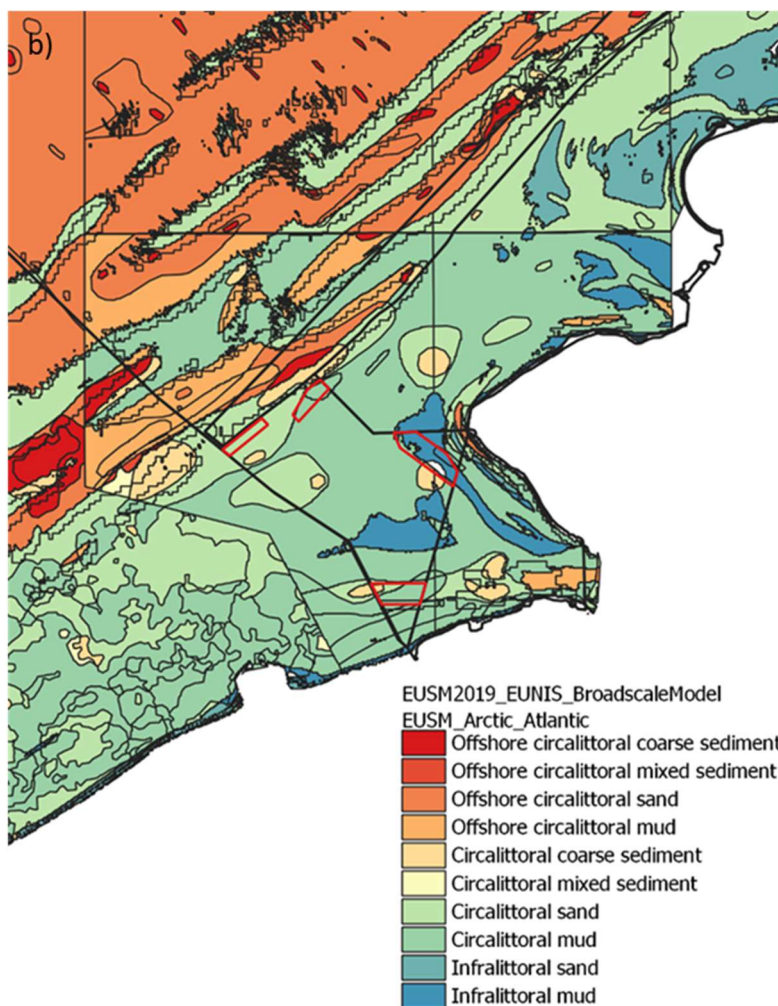 b)
EUSM2019_EUNIS_BroadscaleModel
EUSM_Arctic_Atlantic
Offshore circalittoral coarse sediment
Offshore circalittoral mixed sediment
Offshore circalittoral sand
Offshore circalittoral mud
Circalittoral coarse sediment
Circalittoral mixed sediment
Circalittoral sand
Circalittoral mud
Infralittoral sand
Infralittoral mud